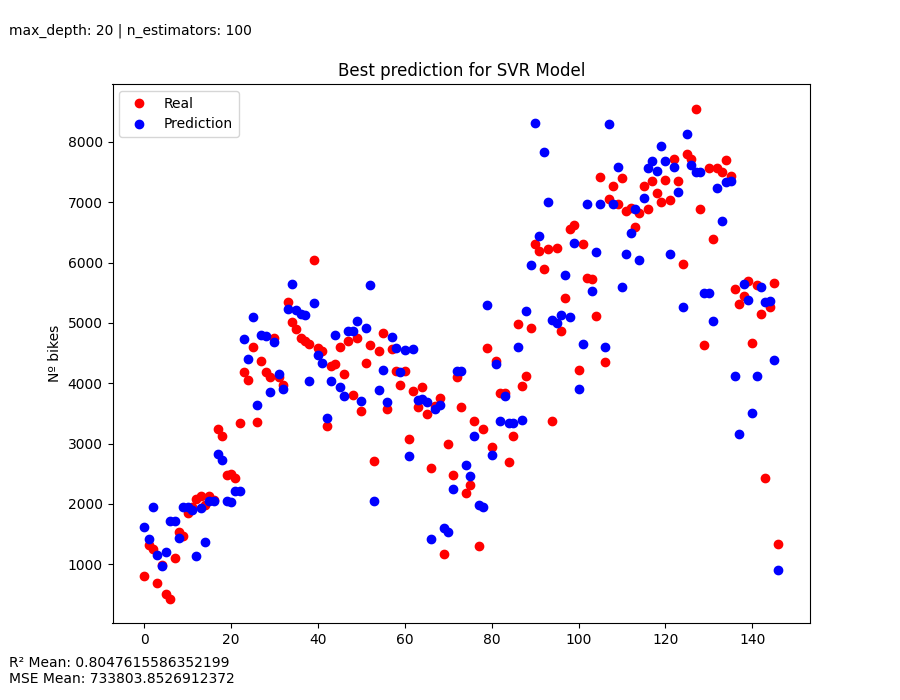 max_depth: 20 | n_estimators: 100
Best prediction for SVR Model
Real
Prediction
Nº bikes
8000
7000
6000
5000
4000
3000
2000
1000
0 20 40 60 80 100 120 140
R² Mean: 0.8047615586352199
MSE Mean: 733803.8526912372